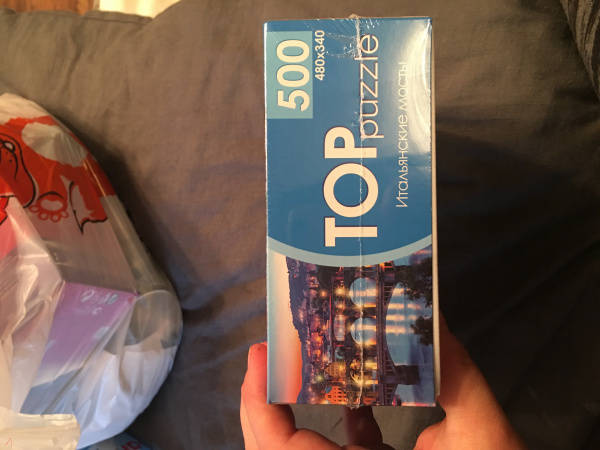 500
480x340
TOP
puzzle
Итальянские мосты